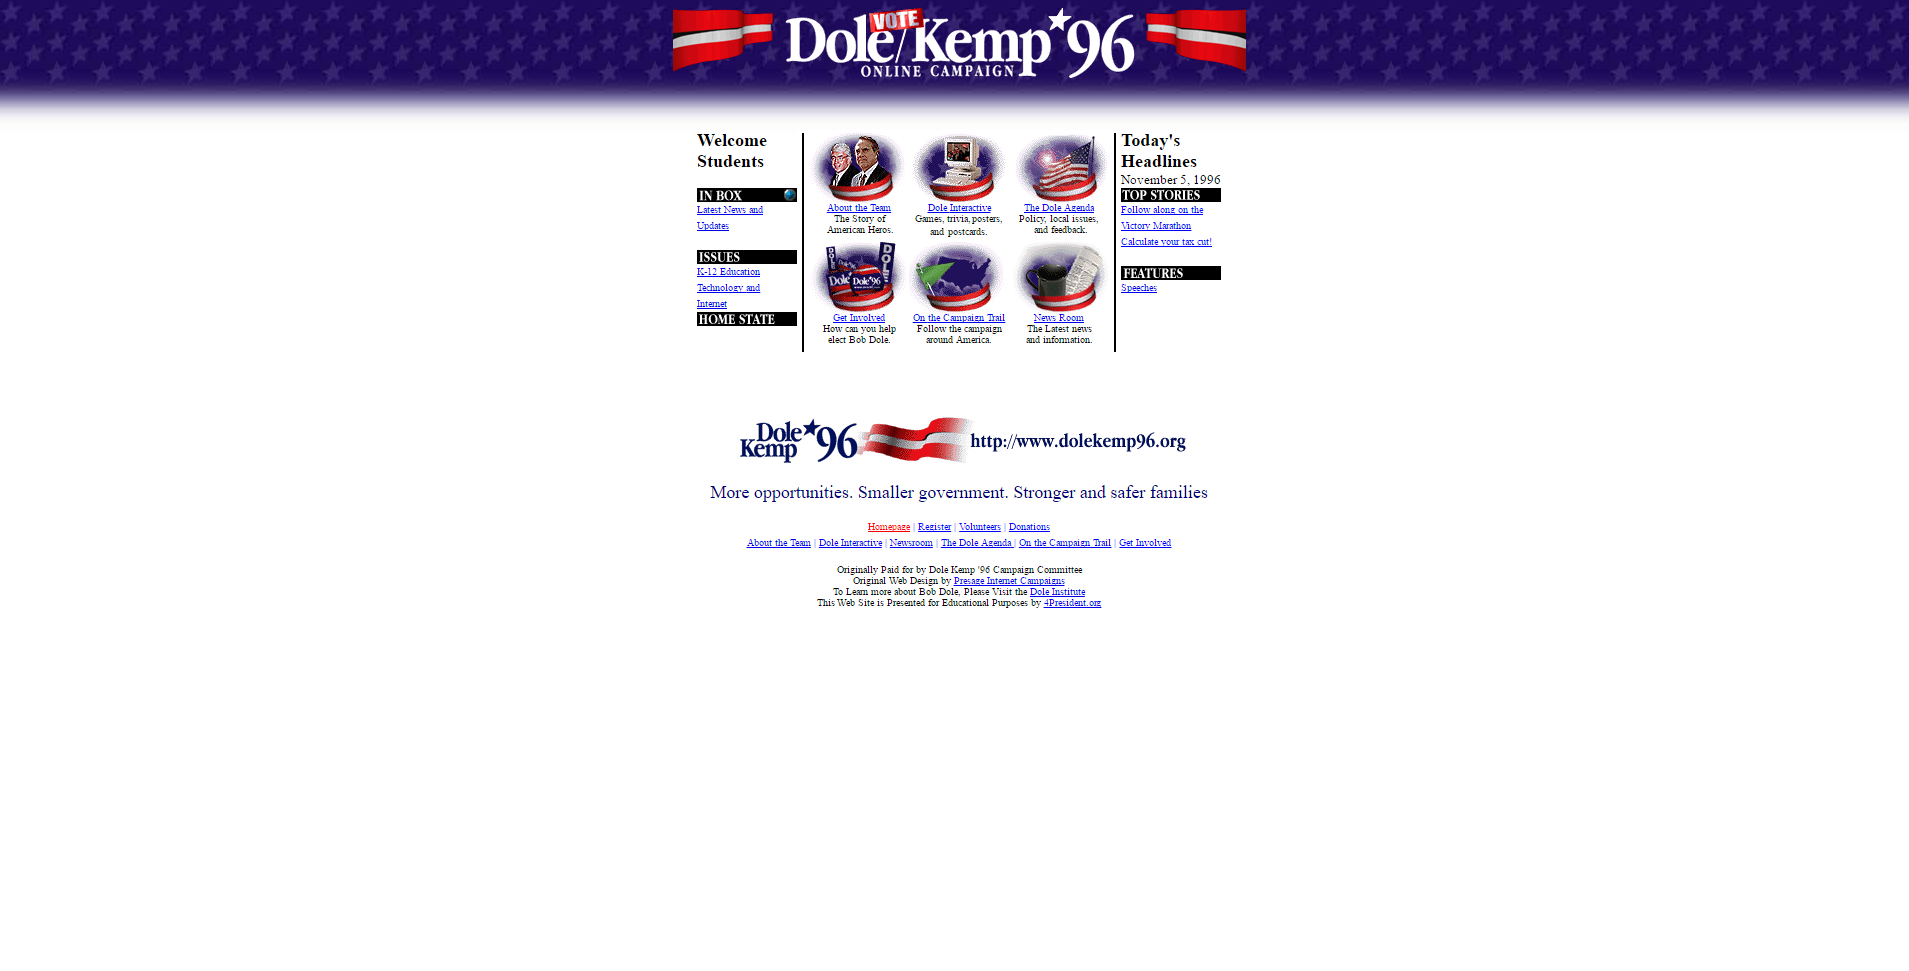 VOTE
Dole/Kemp★96
ONLINE CAMPAIGN
Welcome
Students
IN BOX
Latest News and
Updates
ISSUES
K-12 Education
Technology and
Internet
HOME STATE
About the Team
The Story of
American Heros.
Dole Interactive
Games, trivia, posters,
and postcards.
The Dole Agenda
Policy, local issues,
and feedback.
DOLE
DOLE
Dole
Dole'96
Get Involved
How can you help
elect Bob Dole.
On the Campaign Trail
Follow the campaign
around America.
News Room
The Latest news
and information.
Today's
Headlines
November 5, 1996
TOP STORIES
Follow along on the
Victory Marathon
Calculate your tax cut!
FEATURES
Speeches
Dole
Kemp★96
http://www.dolekemp96.org
More opportunities. Smaller government. Stronger and safer families
Homepage | Register | Volunteers | Donations
About the Team | Dole Interactive | Newsroom | The Dole Agenda | On the Campaign Trail | Get Involved
Originally Paid for by Dole Kemp '96 Campaign Committee
Original Web Design by Presage Internet Campaigns
To Learn more about Bob Dole, Please Visit the Dole Institute
This Web Site is Presented for Educational Purposes by 4President.org